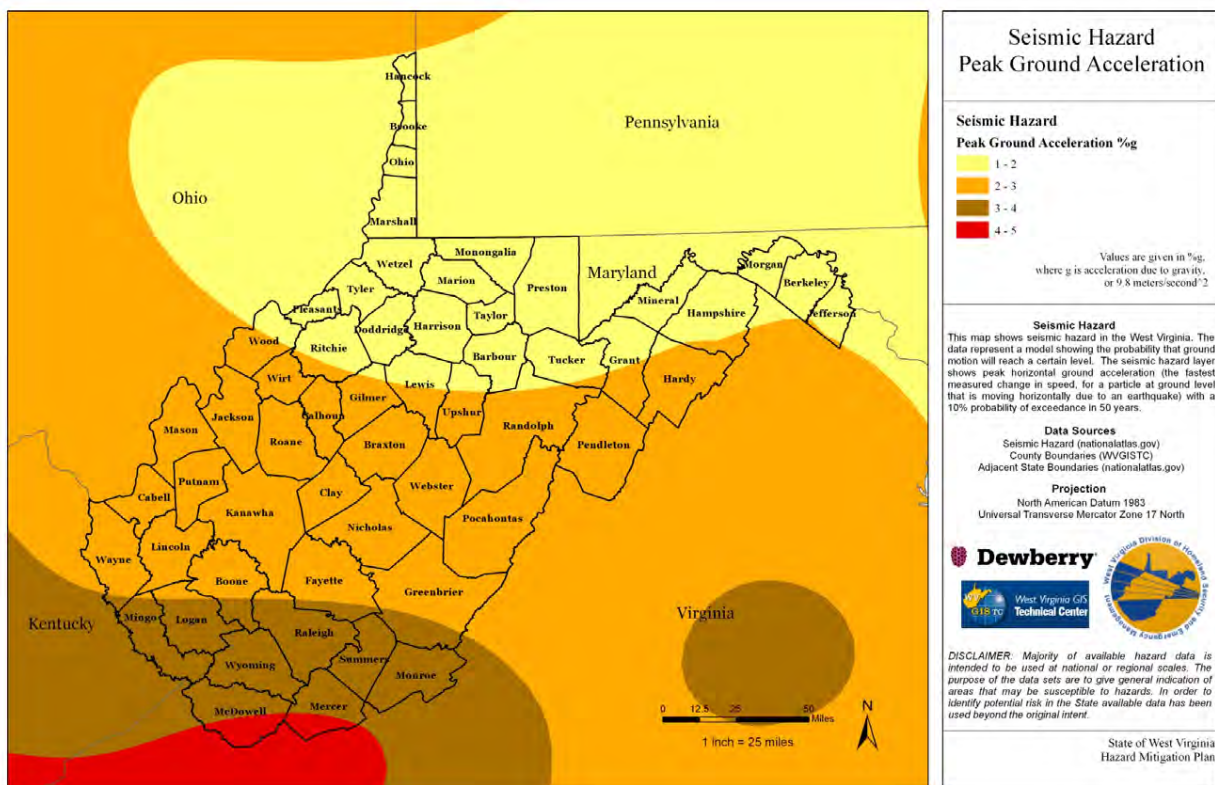 Hancock
Brooke
Pennsylvania
Ohio
Ohio
Marshall
Wetzel
Monongalia
Marion
Preston
Maryland
Morgan
Berkeley
Jefferson
Mineral
Hampshire
Tyler
Pleasants
Doddridge
Harrison
Taylor
Ritchie
Barbour
Tucker
Grant
Hardy
Wood
Wirt
Lewis
Upshur
Gilmer
Calhoun
Randolph
Pendleton
Jackson
Mason
Roane
Braxton
Webster
Pocahontas
Putnam
Cabell
Clay
Kanawha
Nicholas
Wayne
Lincoln
Boone
Fayette
Greenbrier
Kentucky
Virginia
Mingo
Logan
Raleigh
Wyoming
Summers
Monroe
McDowell
Mercer
0 12.5 25 50
Miles
1 inch = 25 miles
N
Seismic Hazard
Peak Ground Acceleration
Seismic Hazard
Peak Ground Acceleration %g
1 - 2
2 - 3
3 - 4
4 - 5
Values are given in %g,
where g is acceleration due to gravity,
or 9.8 meters/second^2
Seismic Hazard
This map shows seismic hazard in the West Virginia. The
data represent a model showing the probability that ground
motion will reach a certain level. The seismic hazard layer
shows peak horizontal ground acceleration (the fastest
measured change in speed, for a particle at ground level
that is moving horizontally due to an earthquake) with a
10% probability of exceedance in 50 years.
Data Sources
Seismic Hazard (nationalatlas.gov)
County Boundaries (WVGISTC)
Adjacent State Boundaries (nationalatlas.gov)
Projection
North American Datum 1983
Universal Transverse Mercator Zone 17 North
Dewberry
WV
GISTC
West Virginia GIS
Technical Center
West Virginia Division of Homeland Security and Emergency Management
DISCLAIMER: Majority of available hazard data is
intended to be used at national or regional scales. The
purpose of the data sets are to give general indication of
areas that may be susceptible to hazards. In order to
identify potential risk in the State available data has been
used beyond the original intent.
State of West Virginia
Hazard Mitigation Plan